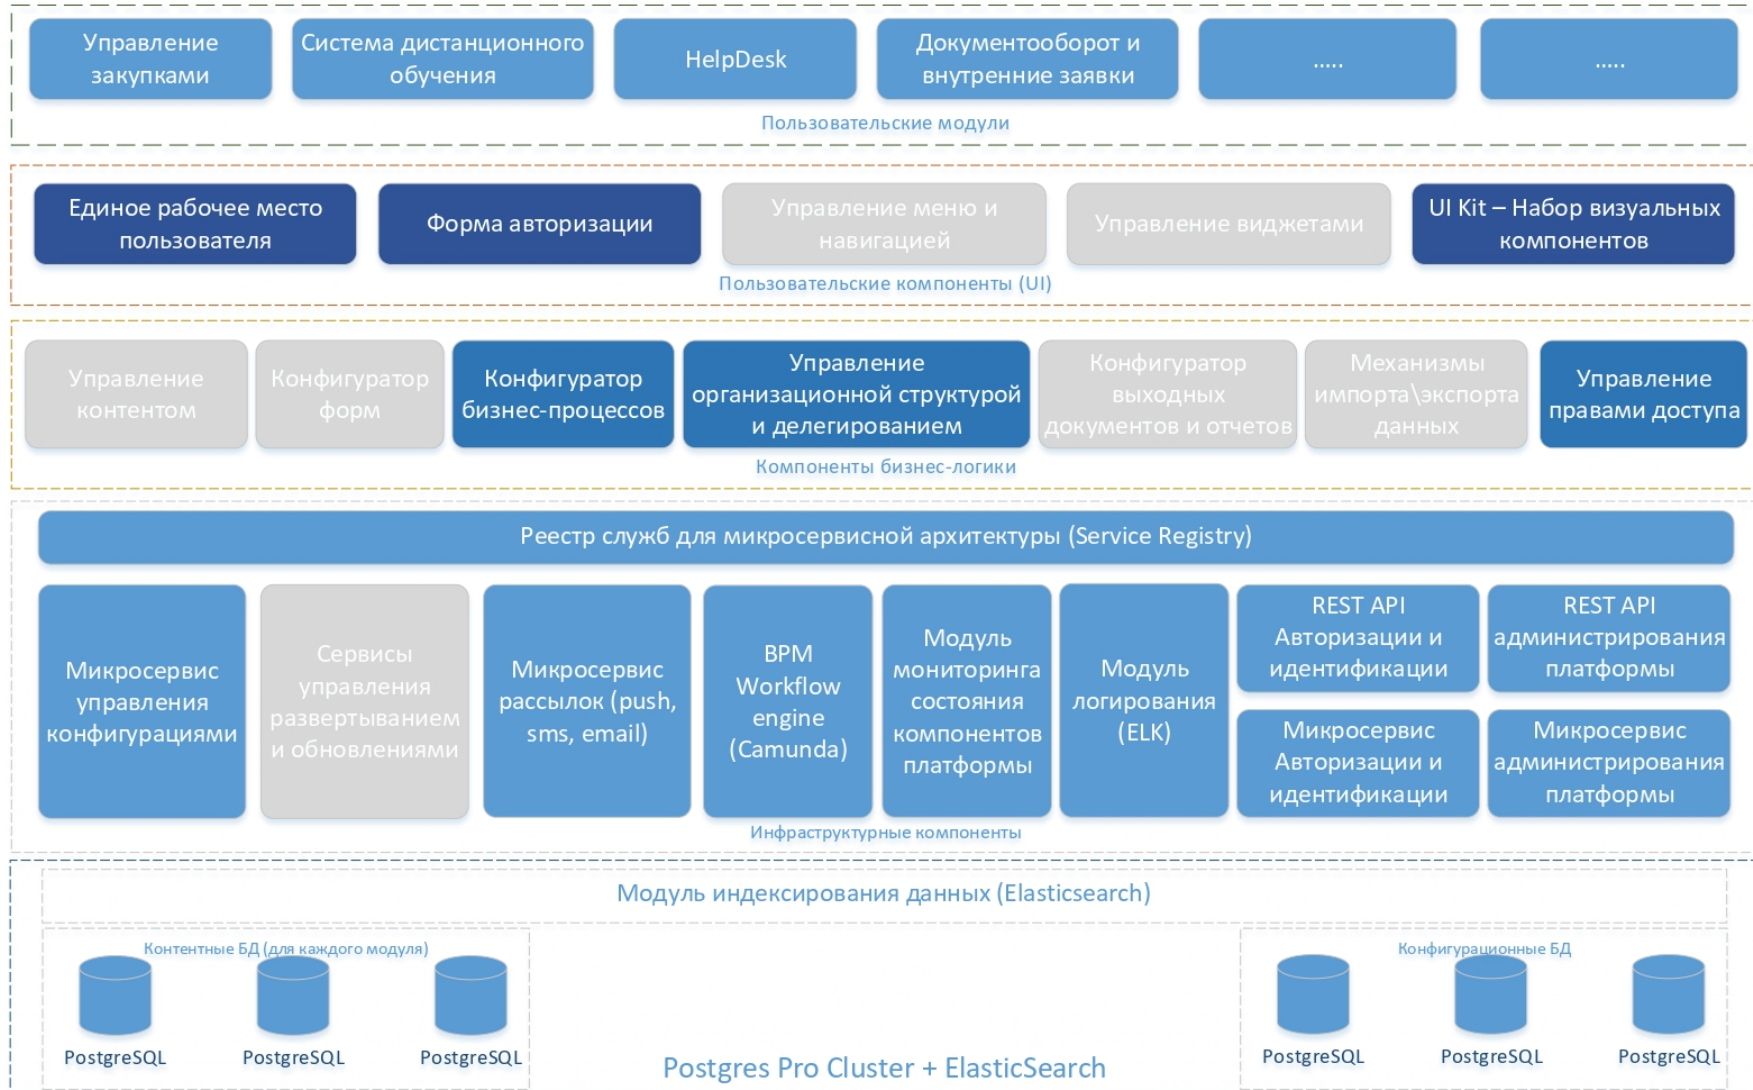 Управление
закупками
Система дистанционного
обучения
HelpDesk
Документооборот и
внутренние заявки
.....
.....
Пользовательские модули
Единое рабочее место
пользователя
Форма авторизации
Управление меню и
навигацией
Управление виджетами
UI Kit – Набор визуальных
компонентов
Пользовательские компоненты (UI)
Управление
контентом
Конфигуратор
форм
Конфигуратор
бизнес-процессов
Управление
организационной структурой
и делегированием
Конфигуратор
выходных
документов и отчетов
Механизмы
импорта\экспорта
данных
Управление
правами доступа
Компоненты бизнес-логики
Реестр служб для микросервисной архитектуры (Service Registry)
Микросервис
управления
конфигурациями
Сервисы
управления
развертыванием
и обновлениями
Микросервис
рассылок (push,
sms, email)
BPM
Workflow
engine
(Camunda)
Модуль
мониторинга
состояния
компонентов
платформы
Модуль
логирования
(ELK)
REST API
Авторизации и
идентификации
REST API
администрирования
платформы
Микросервис
Авторизации и
идентификации
Микросервис
администрирования
платформы
Инфраструктурные компоненты
Модуль индексирования данных (Elasticsearch)
Контентные БД (для каждого модуля)
PostgreSQL
PostgreSQL
PostgreSQL
Конфигурационные БД
PostgreSQL
PostgreSQL
PostgreSQL
Postgres Pro Cluster + ElasticSearch